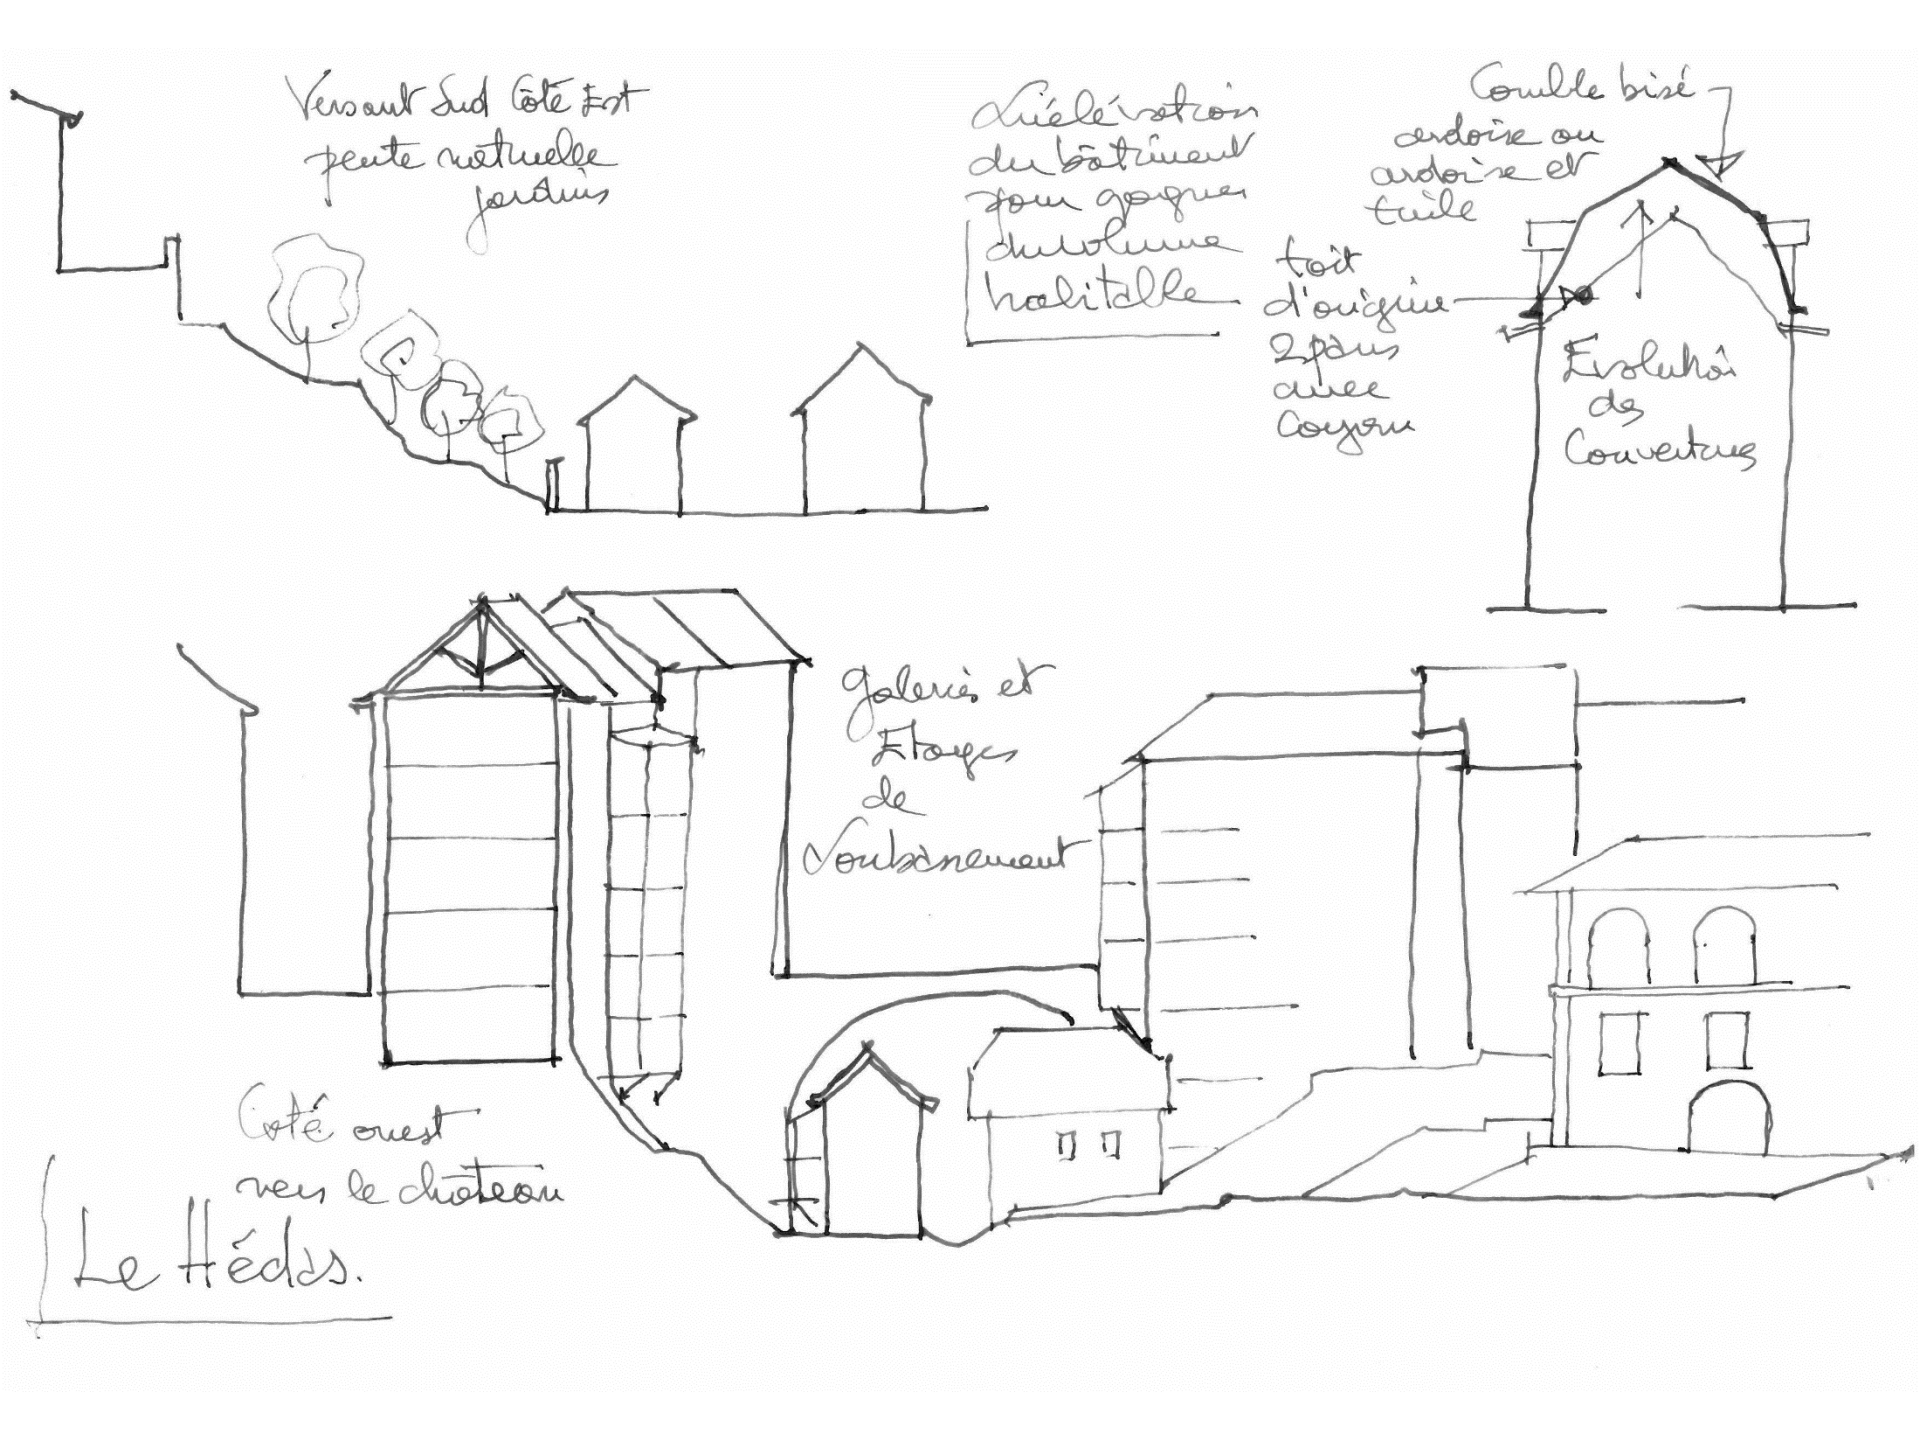 Versant Sud Côté Est
pente naturelle
jardins
Surélévation
du bâtiment
pour gagner
du volume
habitable
Comble bisé
ardoise ou
ardoise et
tuile
toit
d'origine
2 pans
avec
coyau
Evolution
des
Couvertures
Galeries et
Etages
de
Soubassement
Coté ouest
vers le château
Le Hédas.